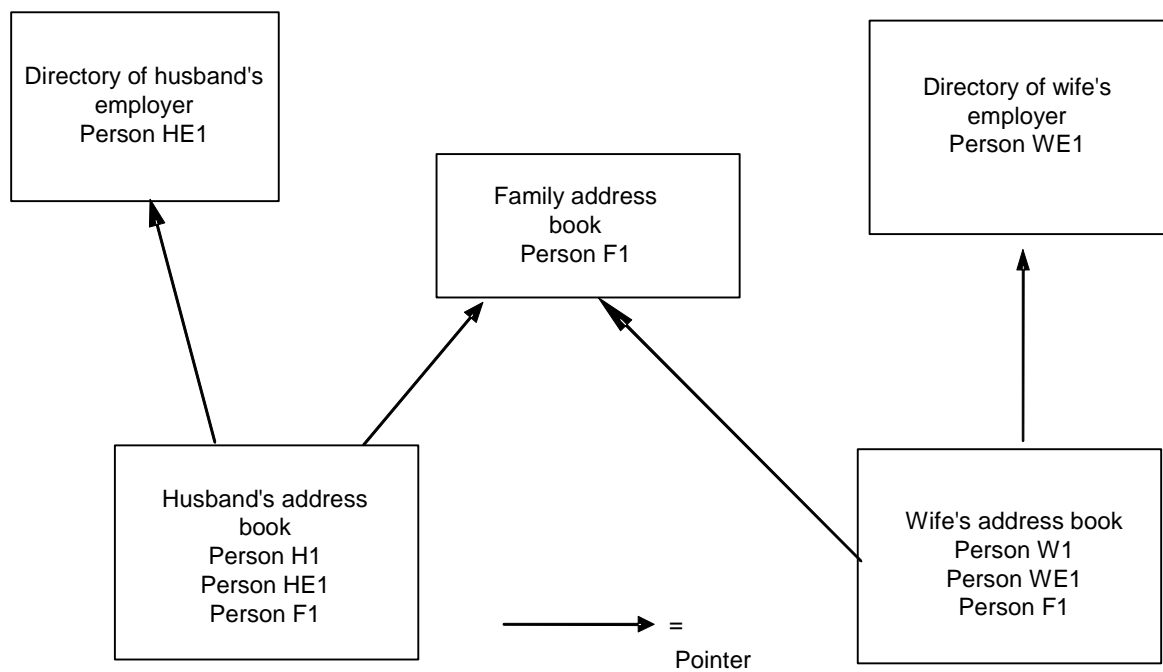 Directory of husband's
employer
Person HE1
Directory of wife's
employer
Person WE1
Family address
book
Person F1
Husband's address
book
Person H1
Person HE1
Person F1
Wife's address book
Person W1
Person WE1
Person F1
=
Pointer